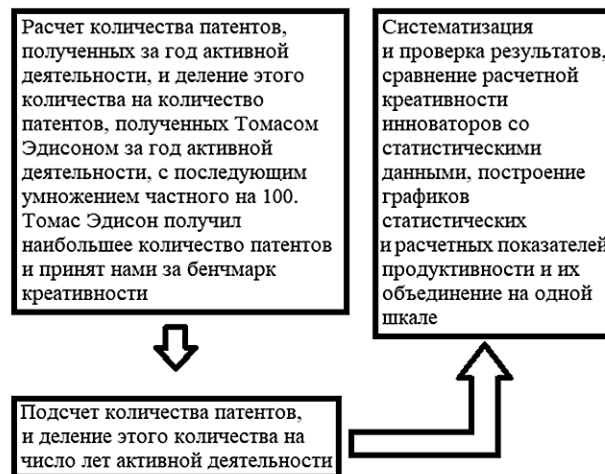 Расчет количества патентов,
полученных за год активной
деятельности, и деление этого
количества на количество
патентов, полученных Томасом
Эдисоном за год активной
деятельности, с последующим
умножением частного на 100.
Томас Эдисон получил
наибольшее количество патентов
и принят нами за бенчмарк
креативности
Подсчет количества патентов,
и деление этого количества на
число лет активной деятельности
Систематизация
и проверка результатов,
сравнение расчетной
креативности
инноваторов со
статистическими
данными, построение
графиков
статистических
и расчетных показателей
продуктивности и их
объединение на одной
шкале